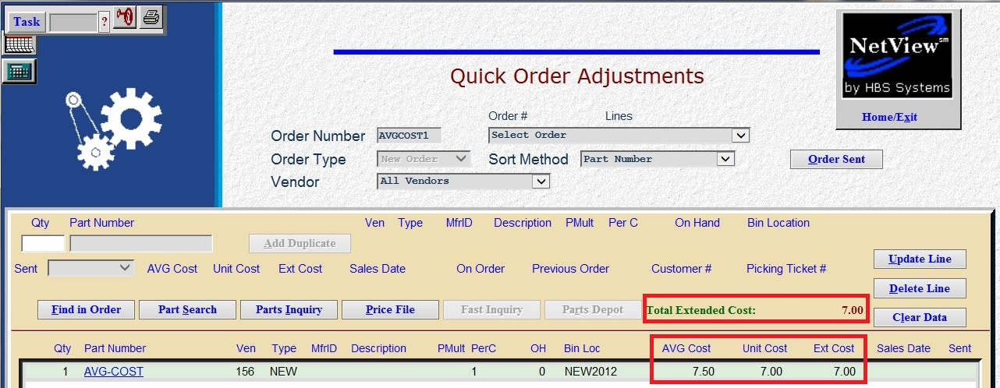 Task ?
NetView℠
by HBS Systems
Home/Exit
Quick Order Adjustments
Order # Lines
Order Number AVGCOST1 Select Order
Order Type New Order Sort Method Part Number Order Sent
Vendor All Vendors
Qty Part Number Ven Type MfrID Description PMult Per C On Hand Bin Location
Add Duplicate
Update Line
Sent AVG Cost Unit Cost Ext Cost Sales Date On Order Previous Order Customer # Picking Ticket #
Delete Line
Find in Order Part Search Parts Inquiry Price File Fast Inquiry Parts Depot Total Extended Cost: 7.00
Clear Data
Qty Part Number Ven Type MfrID Description PMult PerC OH Bin Loc AVG Cost Unit Cost Ext Cost Sales Date Sent
1 AVG-COST 156 NEW 1 0 NEW2012 7.50 7.00 7.00